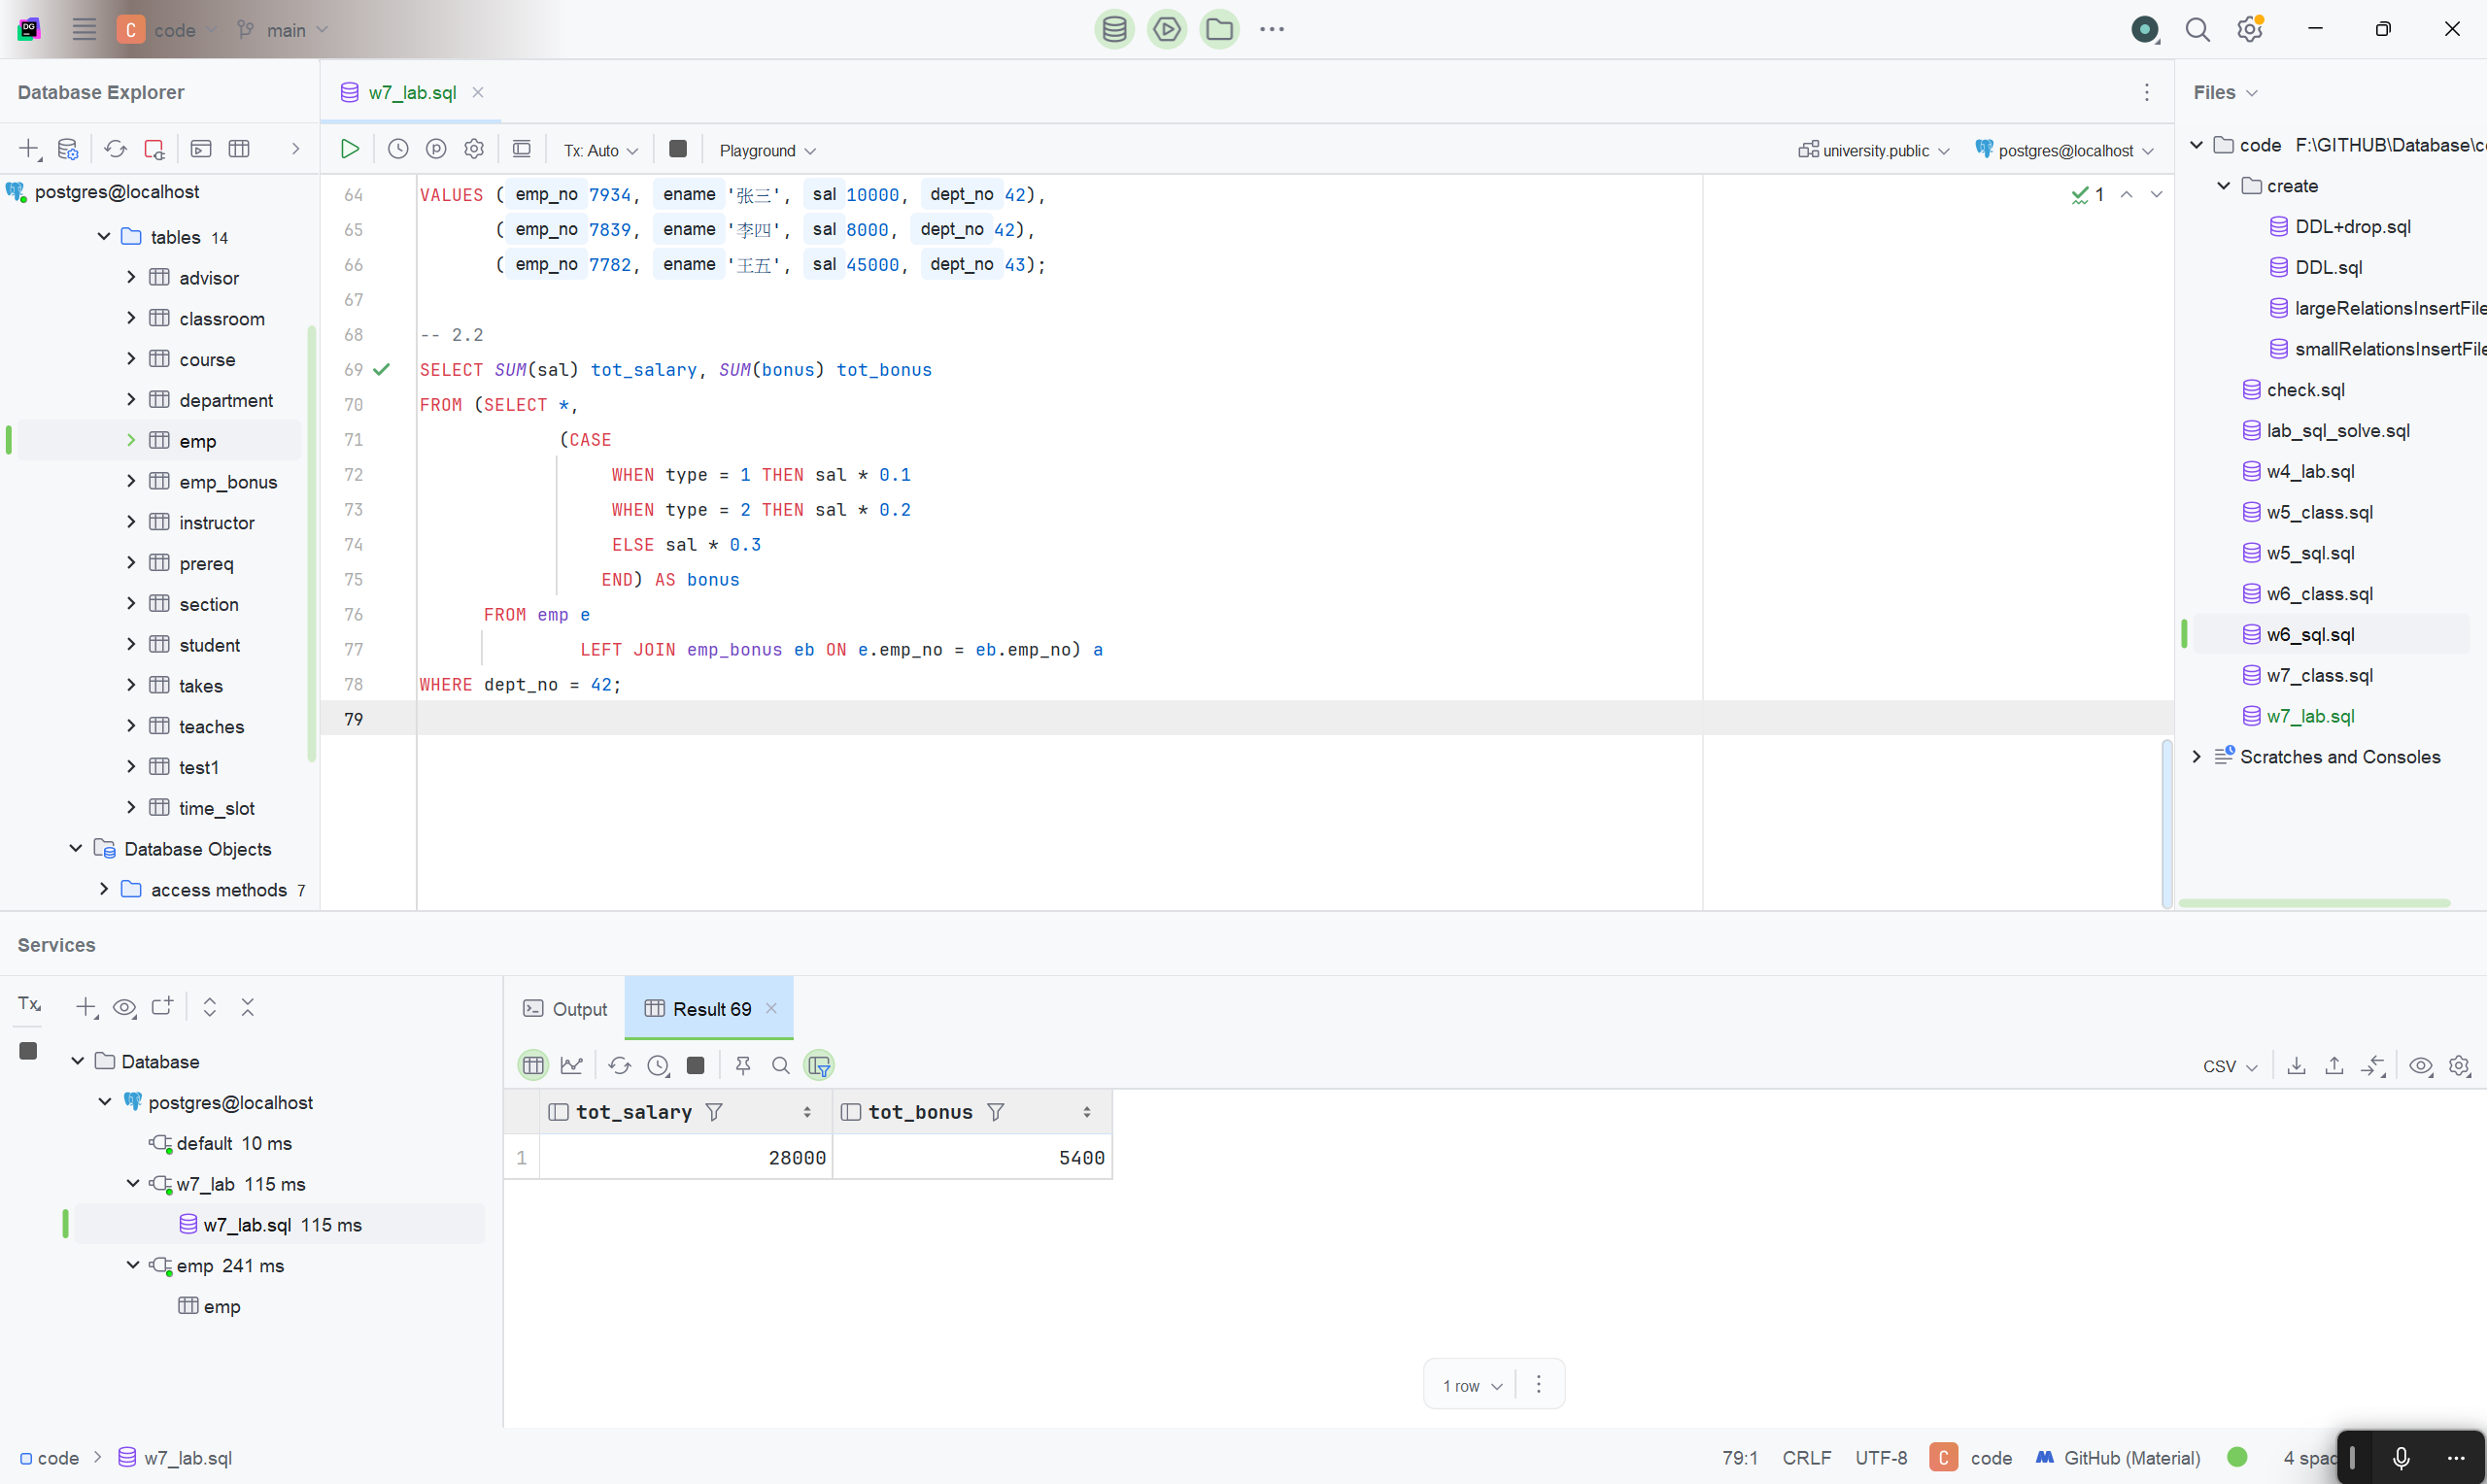 code main
Database Explorer
w7_lab.sql
Files
Tx: Auto Playground university.public postgres@localhost
postgres@localhost
tables 14
advisor
classroom
course
department
emp
emp_bonus
instructor
prereq
section
student
takes
teaches
test1
time_slot
Database Objects
access methods 7
64 VALUES ( emp_no 7934, ename '张三', sal 10000, dept_no 42),
65 ( emp_no 7839, ename '李四', sal 8000, dept_no 42),
66 ( emp_no 7782, ename '王五', sal 45000, dept_no 43);
67
68 -- 2.2
69 SELECT SUM(sal) tot_salary, SUM(bonus) tot_bonus
70 FROM (SELECT *,
71 (CASE
72 WHEN type = 1 THEN sal * 0.1
73 WHEN type = 2 THEN sal * 0.2
74 ELSE sal * 0.3
75 END) AS bonus
76 FROM emp e
77 LEFT JOIN emp_bonus eb ON e.emp_no = eb.emp_no) a
78 WHERE dept_no = 42;
79
1
code F:\GITHUB\Database\c
create
DDL+drop.sql
DDL.sql
largeRelationsInsertFile
smallRelationsInsertFile
check.sql
lab_sql_solve.sql
w4_lab.sql
w5_class.sql
w5_sql.sql
w6_class.sql
w6_sql.sql
w7_class.sql
w7_lab.sql
Scratches and Consoles
Services
Tx
Database
postgres@localhost
default 10 ms
w7_lab 115 ms
w7_lab.sql 115 ms
emp 241 ms
emp
Output Result 69
CSV
tot_salary tot_bonus
1 28000 5400
1 row
code > w7_lab.sql
79:1 CRLF UTF-8 C code GitHub (Material) 4 spac